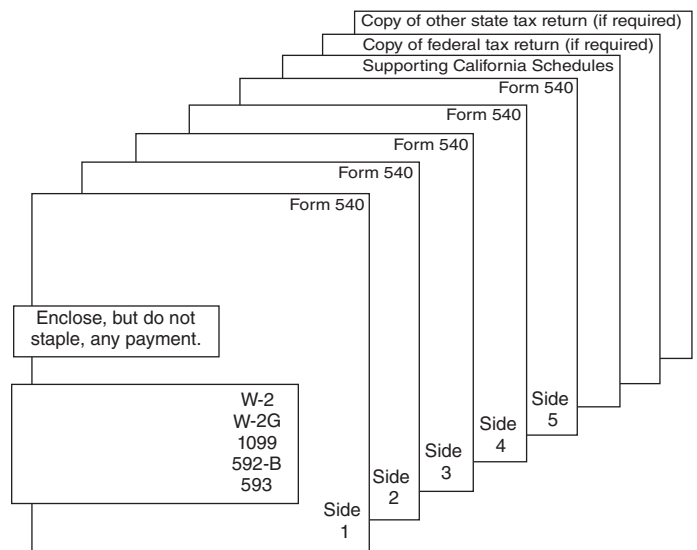 Copy of other state tax return (if required)
Copy of federal tax return (if required)
Supporting California Schedules
Form 540
Form 540
Form 540
Form 540
Form 540
Enclose, but do not
staple, any payment.
W-2
W-2G
1099
592-B
593
Side
1
Side
2
Side
3
Side
4
Side
5